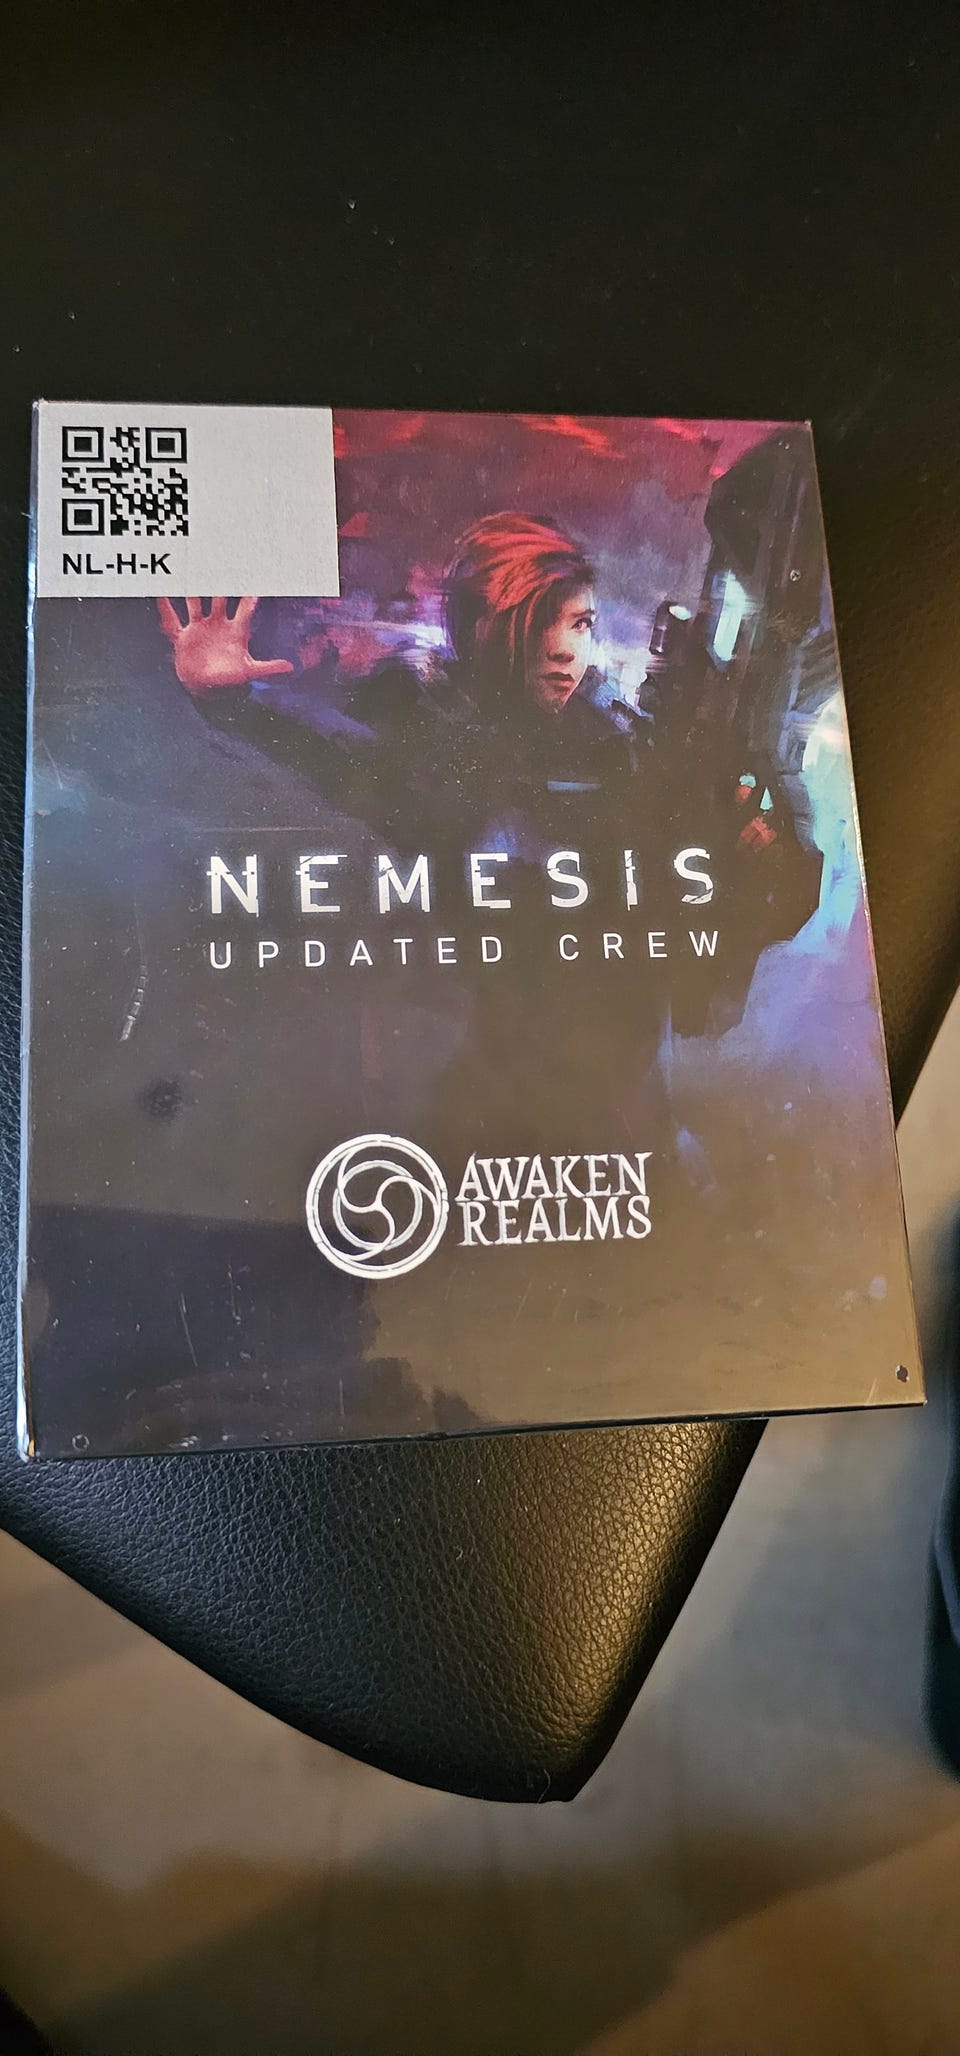 NL-H-K
NEMESIS
UPDATED CREW
AWAKEN
REALMS